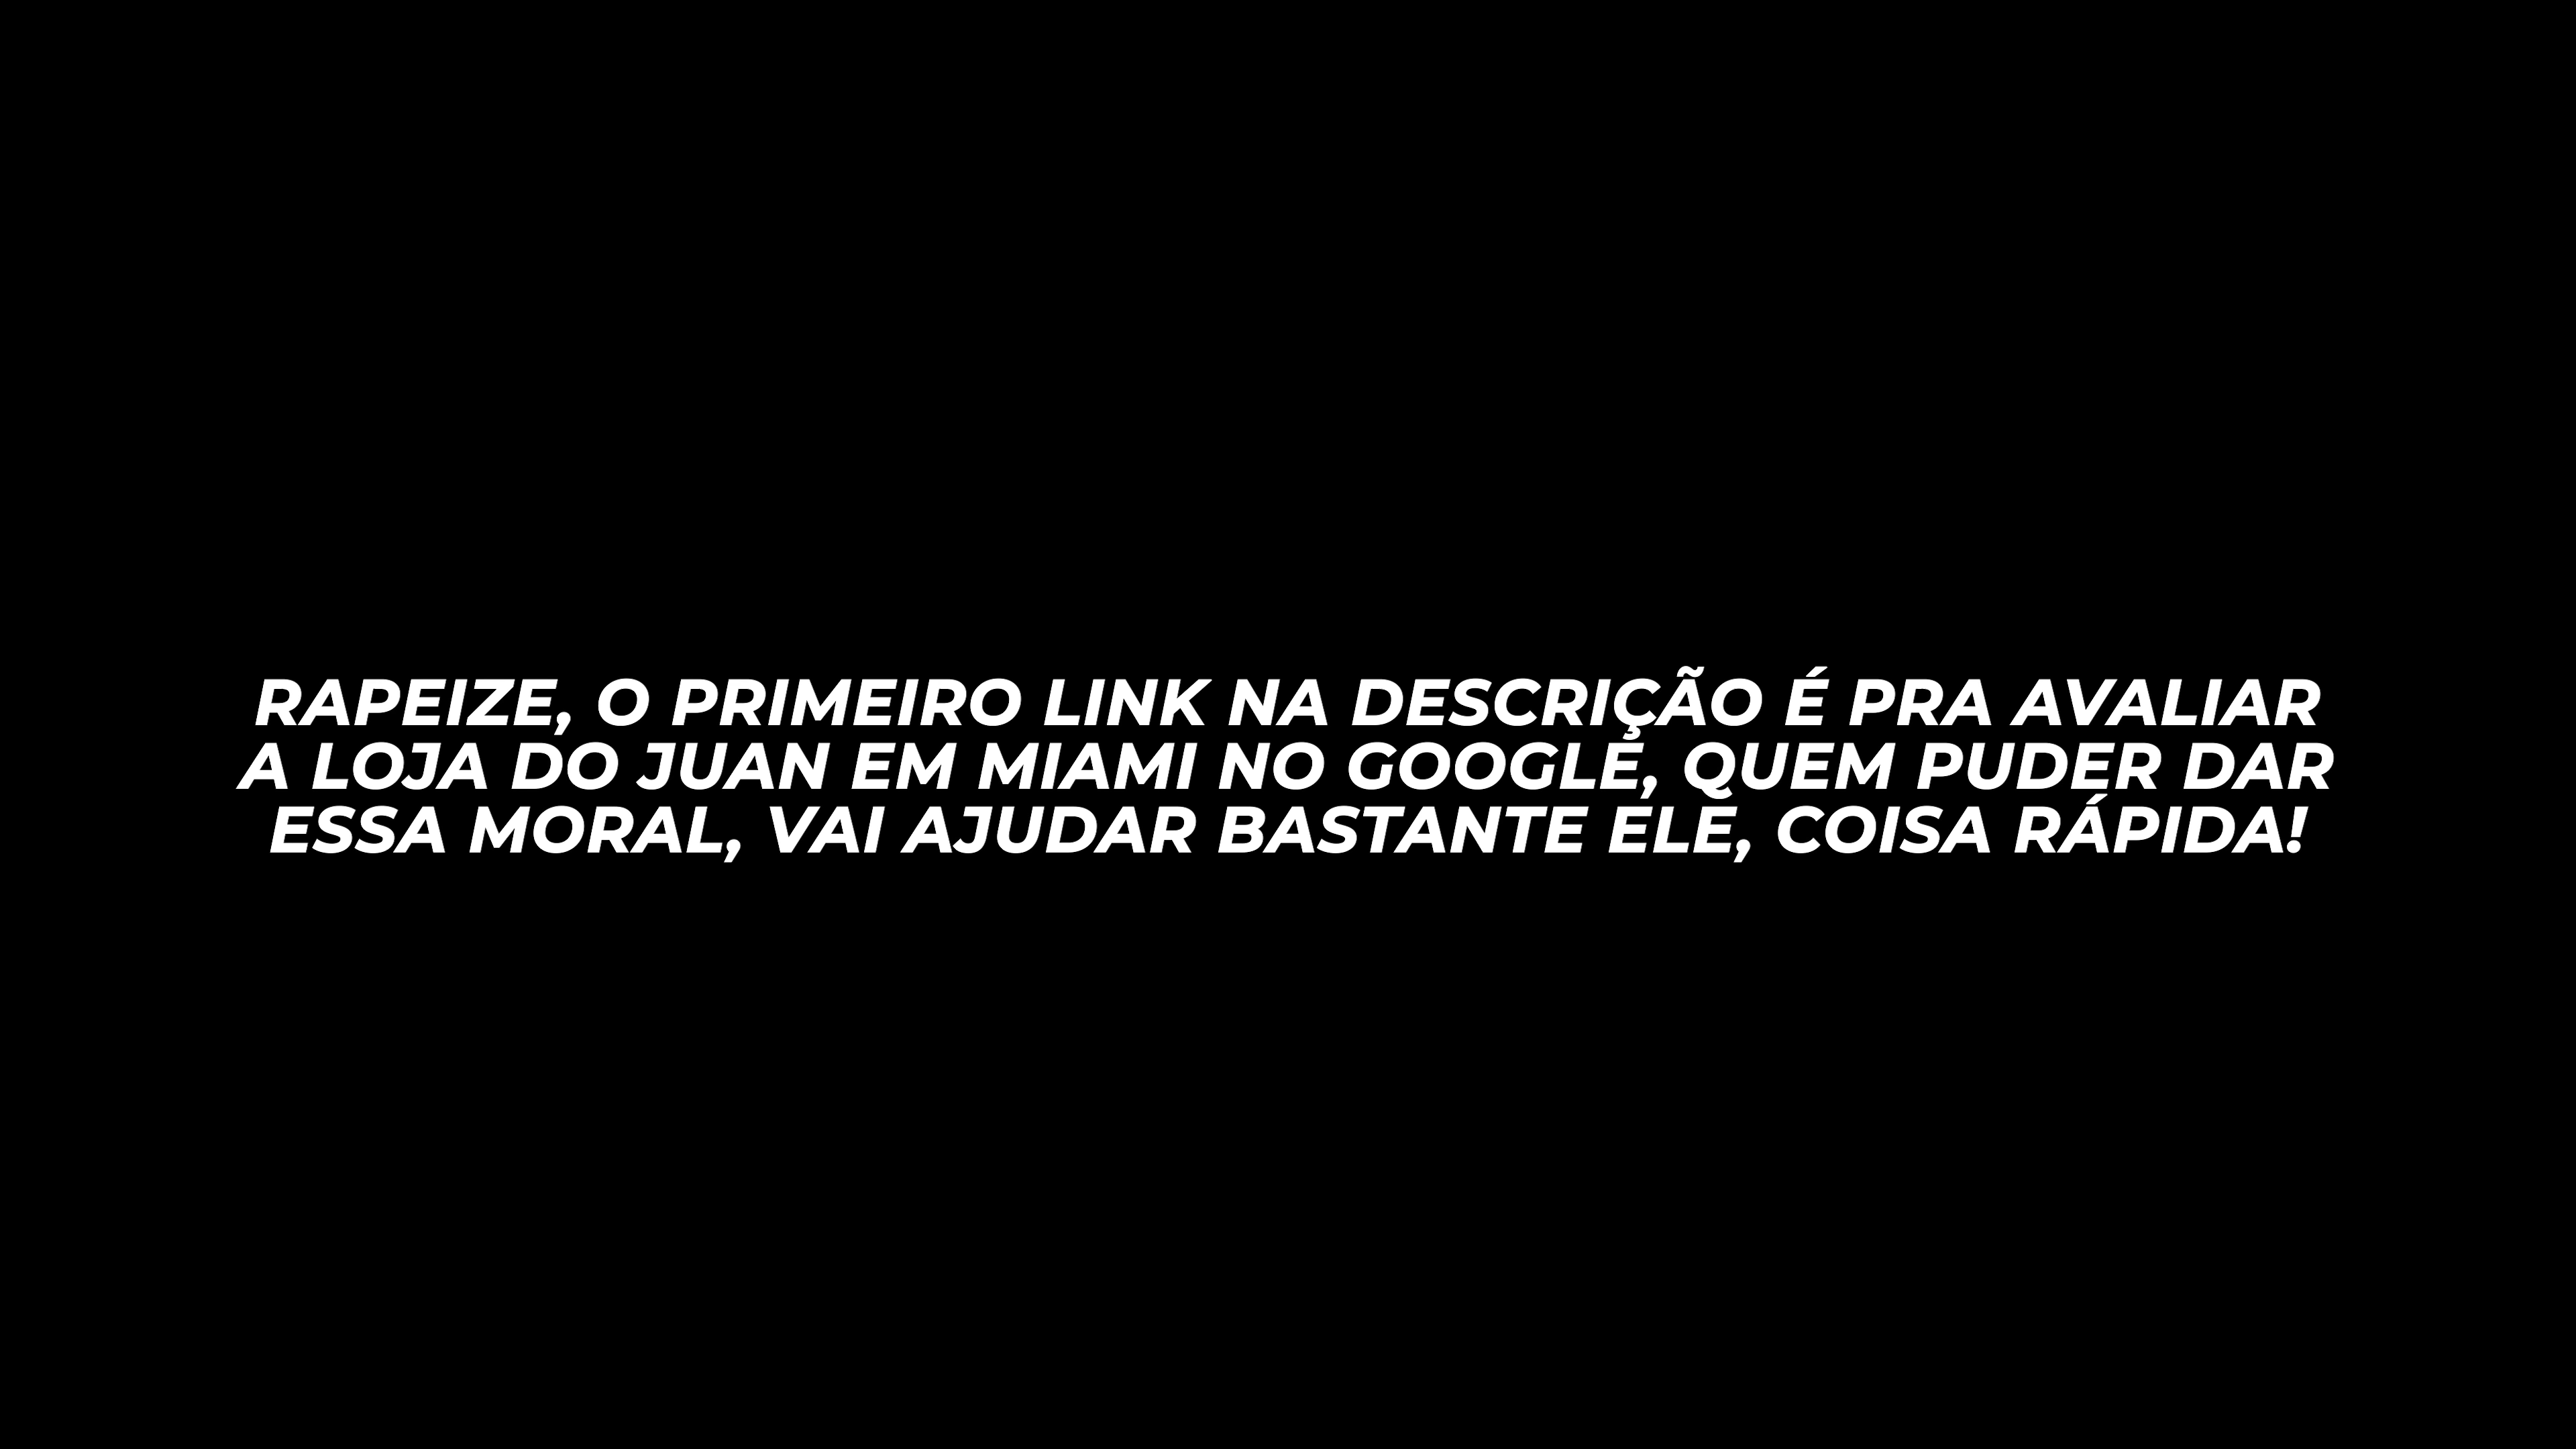 RAPEIZE, O PRIMEIRO LINK NA DESCRIÇÃO É PRA AVALIAR
A LOJA DO JUAN EM MIAMI NO GOOGLE, QUEM PUDER DAR
ESSA MORAL, VAI AJUDAR BASTANTE ELE, COISA RÁPIDA!